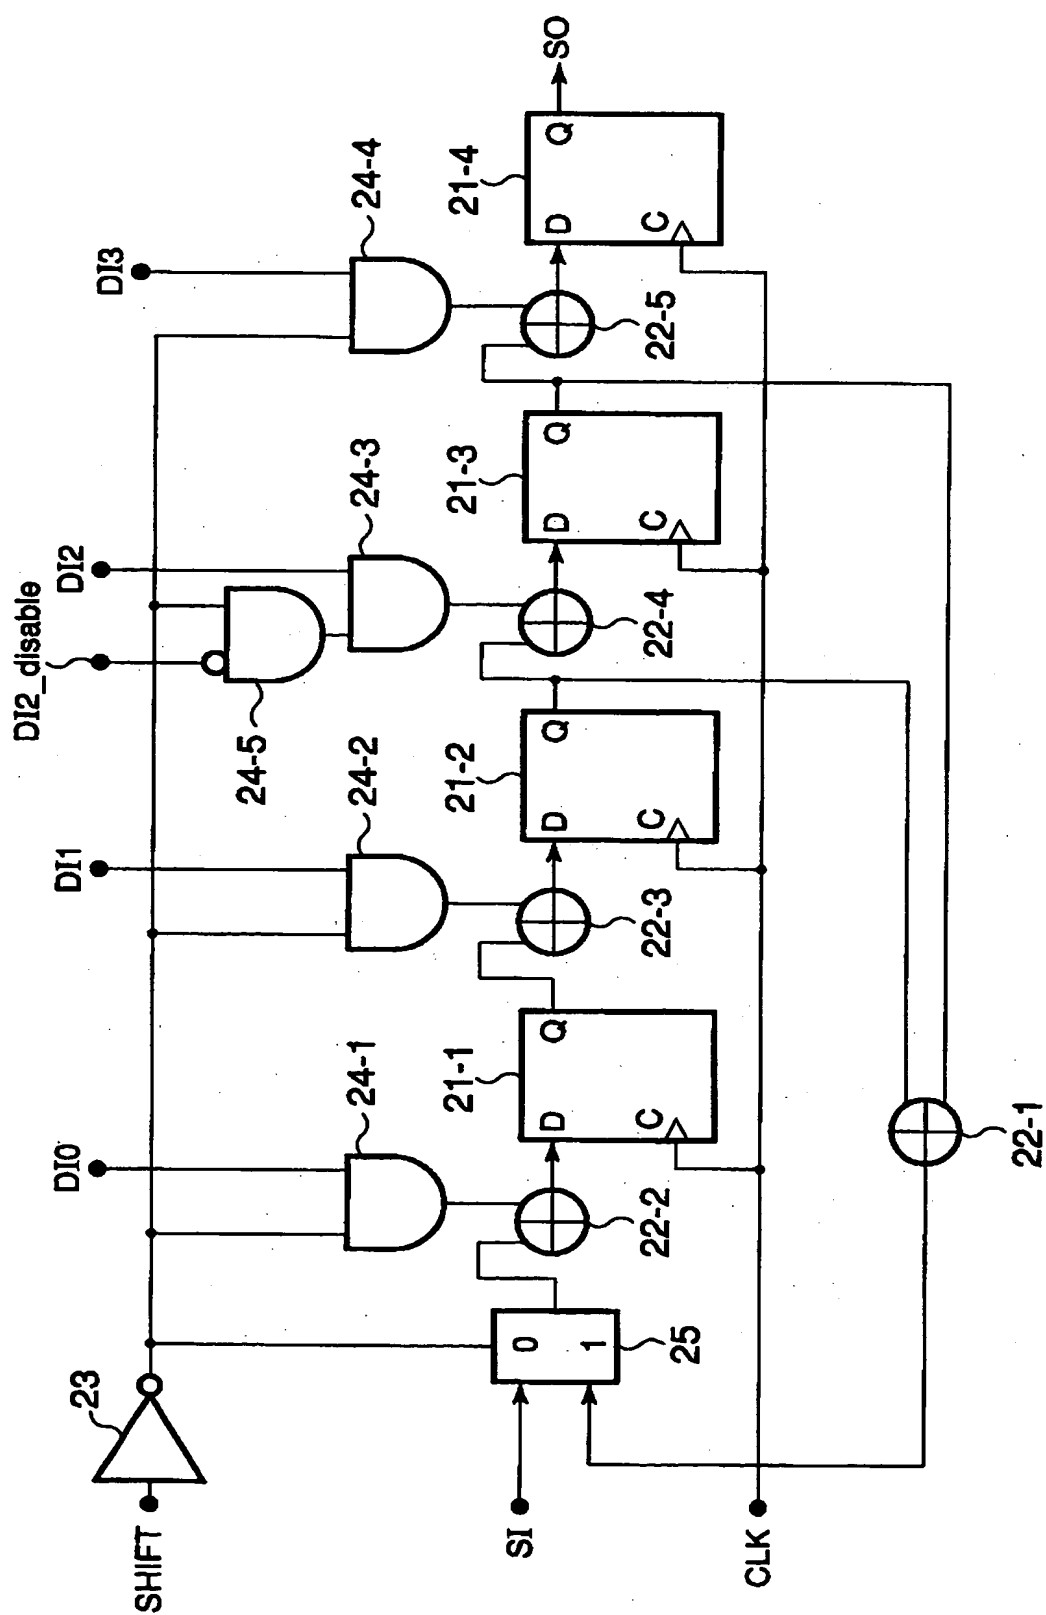 DI2_disable
DI0
DI1
DI2
DI3
23
24-1
24-2
24-5
24-3
24-4
SHIFT
SI
0
1
25
22-2
21-1
D
Q
C
22-3
21-2
D
Q
C
22-4
21-3
D
Q
C
22-5
21-4
D
Q
C
SO
CLK
22-1